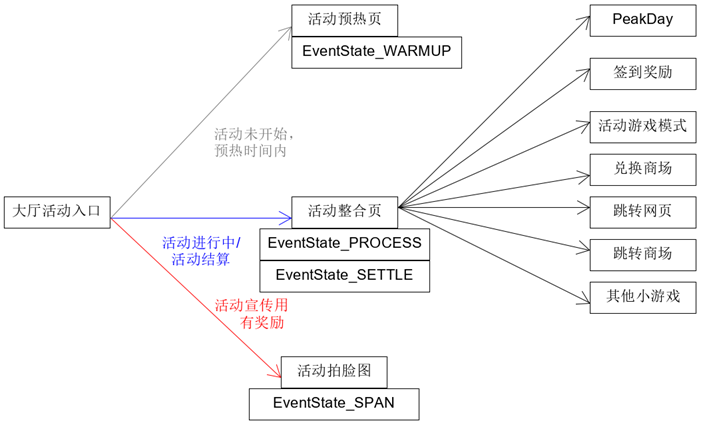 活动预热页
EventState_WARMUP
活动未开始，
预热时间内
大厅活动入口
活动进行中/
活动结算
活动整合页
EventState_PROCESS
EventState_SETTLE
活动宣传用
有奖励
活动拍脸图
EventState_SPAN
PeakDay
签到奖励
活动游戏模式
兑换商场
跳转网页
跳转商场
其他小游戏